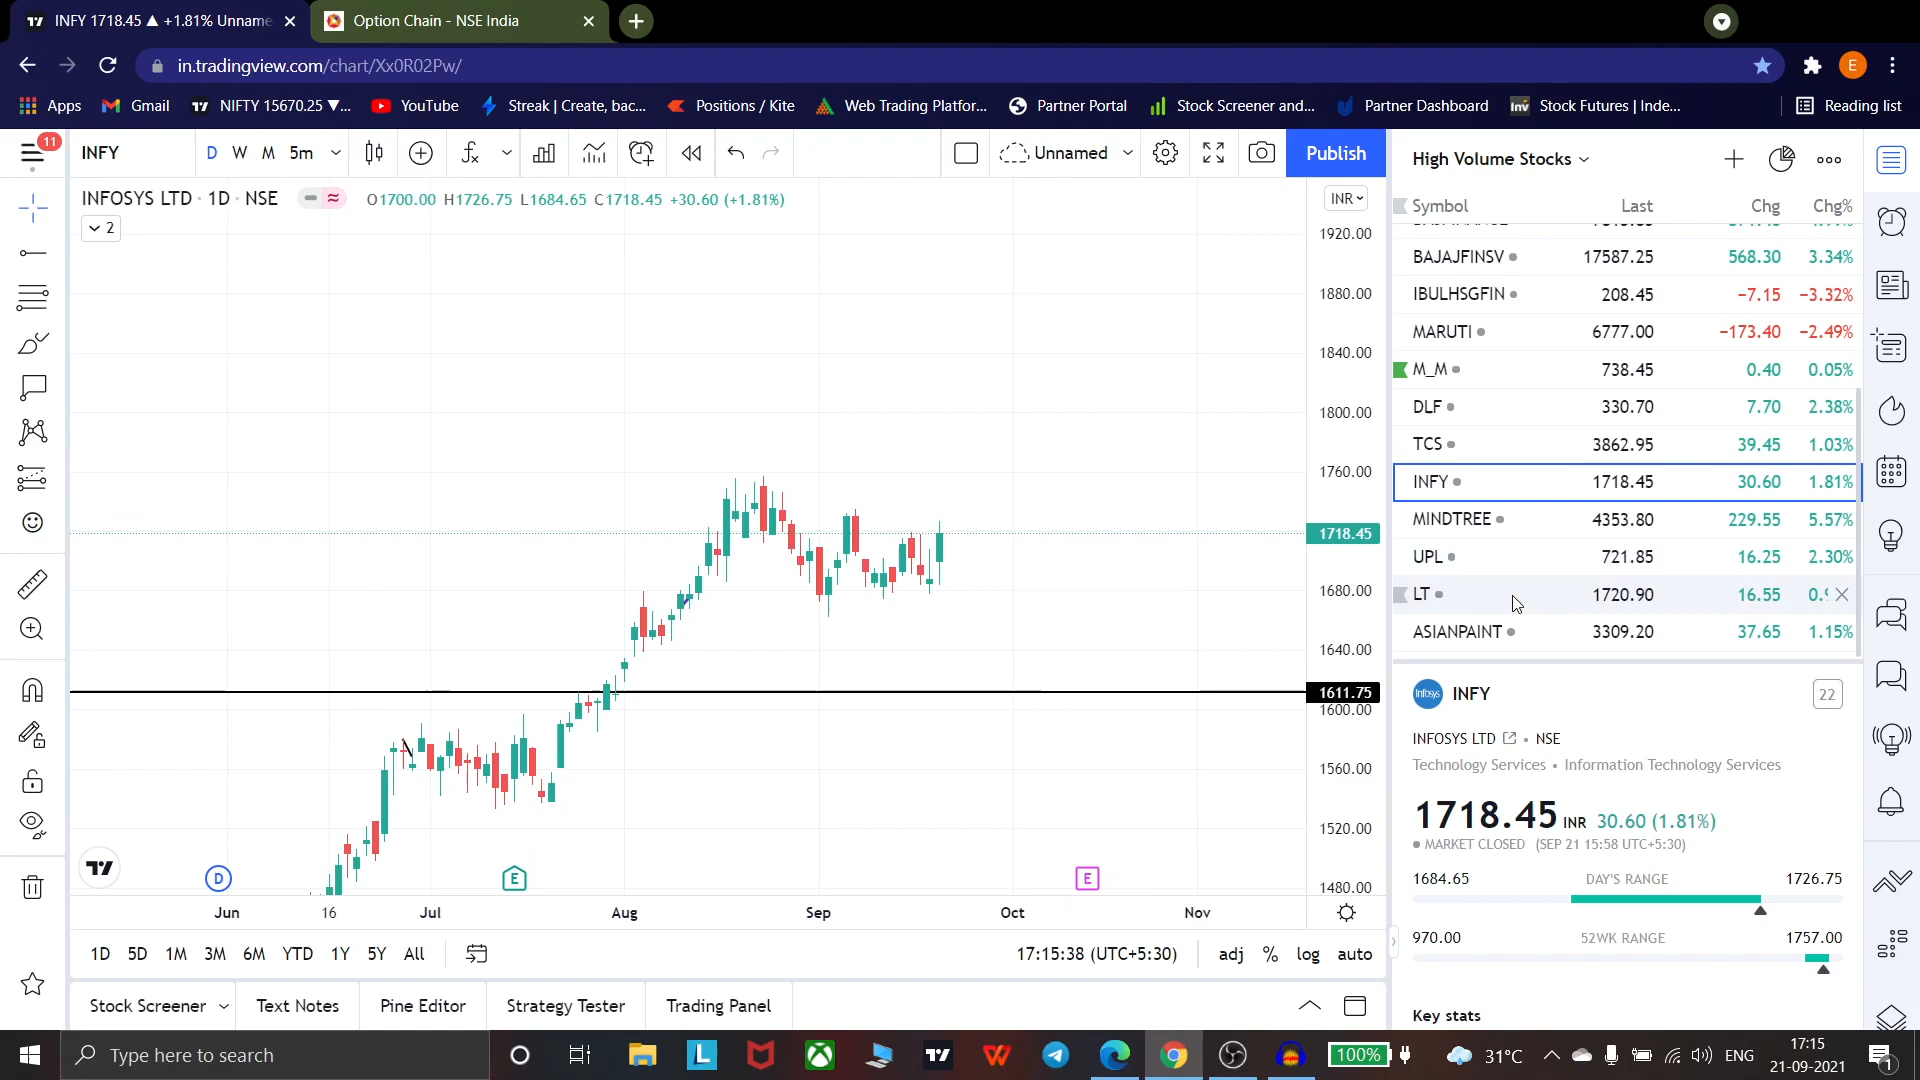 INFY 1718.45 ▲ +1.81% Unname
Option Chain - NSE India
in.tradingview.com/chart/Xx0R02Pw/
E
Apps
Gmail
NIFTY 15670.25 ▼...
YouTube
Streak | Create, bac...
Positions / Kite
Web Trading Platfor...
Partner Portal
Stock Screener and...
Partner Dashboard
Inv
Stock Futures | Inde...
Reading list
11
INFY
D W M 5m
Unnamed
Publish
High Volume Stocks
INFOSYS LTD · 1D · NSE
O1700.00 H1726.75 L1684.65 C1718.45 +30.60 (+1.81%)
2
INR
Symbol Last Chg Chg%
BAJAJFINSV 17587.25 568.30 3.34%
IBULHSGFIN 208.45 −7.15 −3.32%
MARUTI 6777.00 −173.40 −2.49%
M_M 738.45 0.40 0.05%
DLF 330.70 7.70 2.38%
TCS 3862.95 39.45 1.03%
INFY 1718.45 30.60 1.81%
MINDTREE 4353.80 229.55 5.57%
UPL 721.85 16.25 2.30%
LT 1720.90 16.55
ASIANPAINT 3309.20 37.65 1.15%
1920.00
1880.00
1840.00
1800.00
1760.00
1718.45
1680.00
1640.00
1611.75
1600.00
1560.00
1520.00
1480.00
D
E
E
Jun 16 Jul Aug Sep Oct Nov
1D 5D 1M 3M 6M YTD 1Y 5Y All
17:15:38 (UTC+5:30)
adj % log auto
Stock Screener
Text Notes
Pine Editor
Strategy Tester
Trading Panel
Infosys
INFY
22
INFOSYS LTD • NSE
Technology Services • Information Technology Services
1718.45 INR 30.60 (1.81%)
MARKET CLOSED (SEP 21 15:58 UTC+5:30)
1684.65 DAY'S RANGE 1726.75
970.00 52WK RANGE 1757.00
Key stats
Type here to search
L
100%
31°C
ENG
17:15
21-09-2021
1